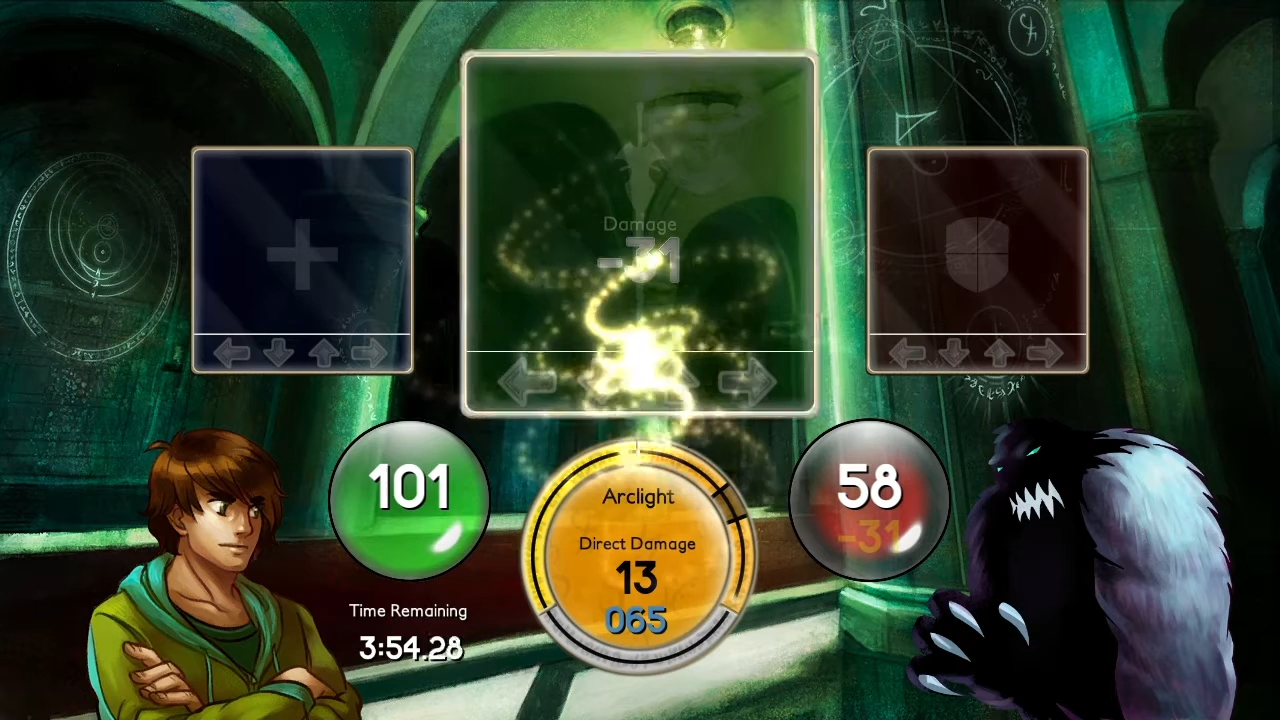 Damage
-31
101
58
-31
Arclight
Direct Damage
13
065
Time Remaining
3:54.28